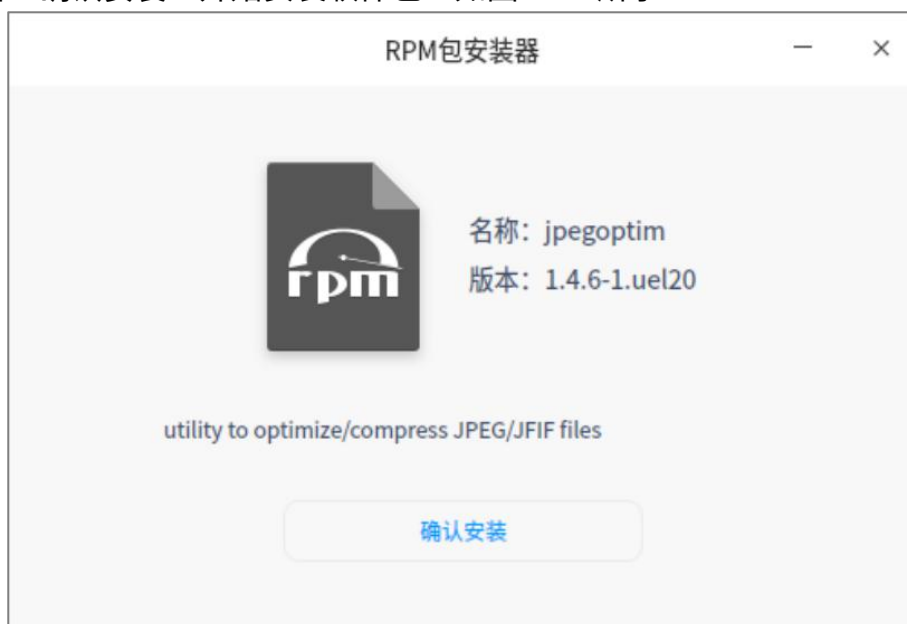 RPM包安装器
rpm
名称：jpegoptim
版本：1.4.6-1.uel20
utility to optimize/compress JPEG/JFIF files
确认安装